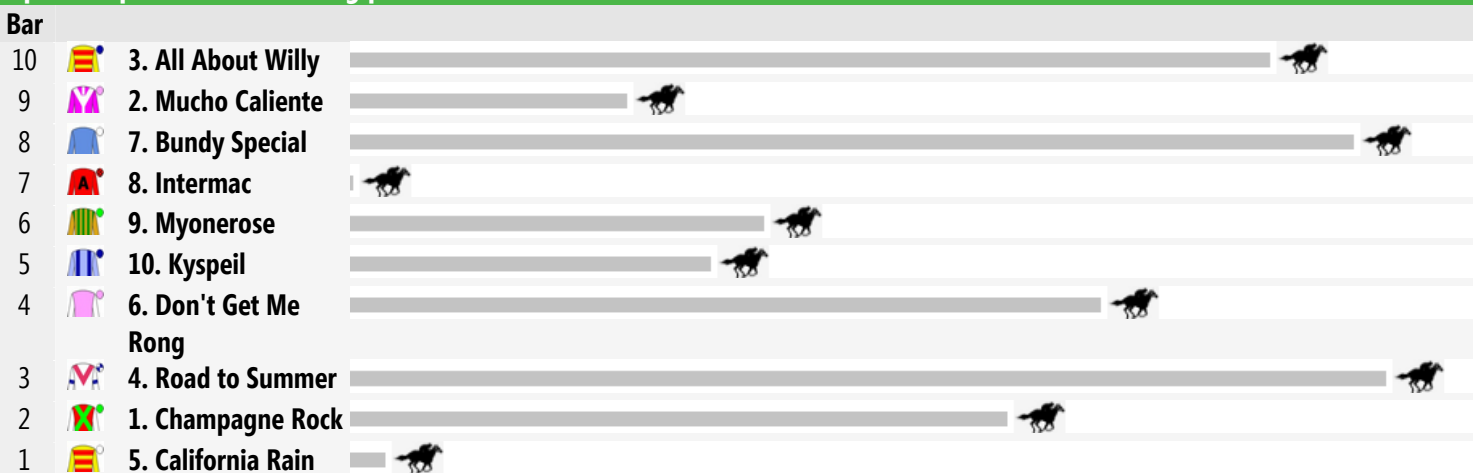 Bar
10 3. All About Willy
9 2. Mucho Caliente
8 7. Bundy Special
7 A 8. Intermac
6 9. Myonerose
5 10. Kyspeil
4 6. Don't Get Me
Rong
3 4. Road to Summer
2 1. Champagne Rock
1 5. California Rain